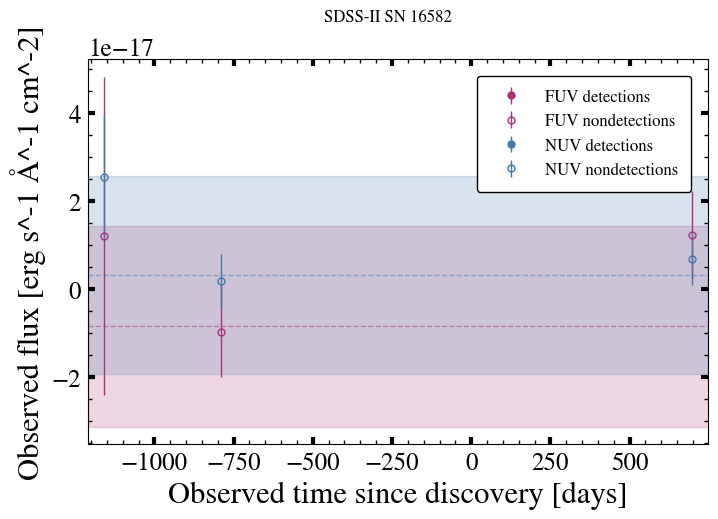 SDSS-II SN 16582
1e−17
Observed flux [erg s^-1 Å^-1 cm^-2]
4
2
0
−2
FUV detections
FUV nondetections
NUV detections
NUV nondetections
−1000 −750 −500 −250 0 250 500
Observed time since discovery [days]